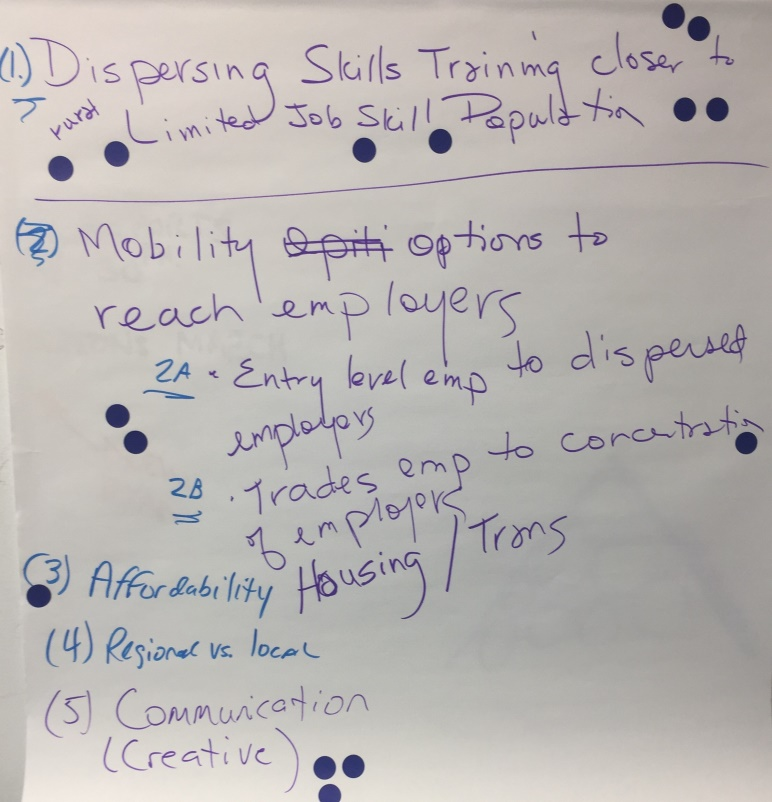 (1.) Dispersing Skills Training closer to
rural Limited Job Skill Population
(2) Mobility Opiti options to
reach employers
2A • Entry level emp to dispersed
employers
2B • Trades emp to concentration
of employers
(3) Affordability Housing / Trans
(4) Regional vs. local
(5) Communication
(Creative)